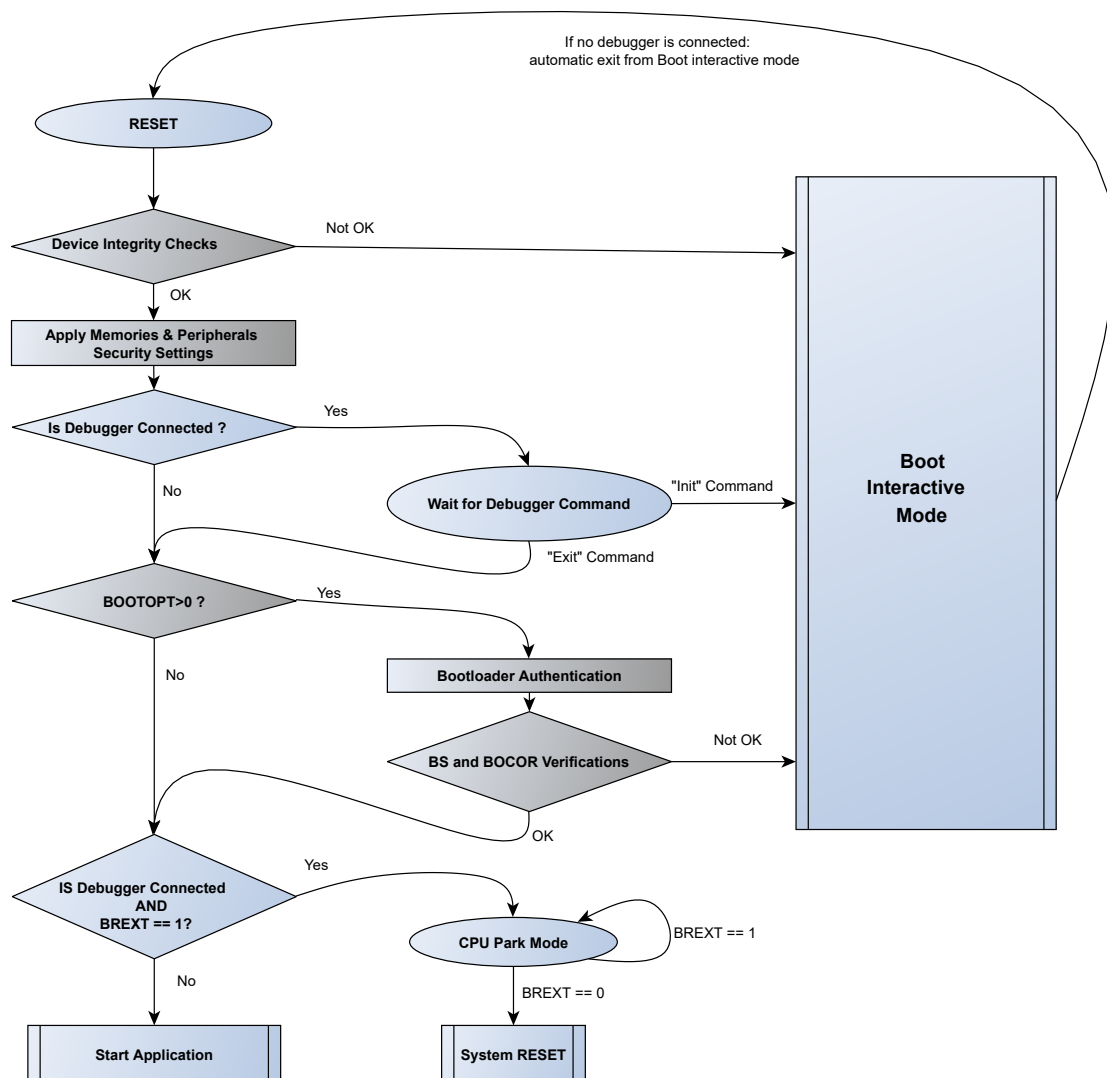 If no debugger is connected:
automatic exit from Boot interactive mode
RESET
Device Integrity Checks
Not OK
OK
Apply Memories & Peripherals
Security Settings
Is Debugger Connected ?
Yes
No
Wait for Debugger Command
"Init" Command
"Exit" Command
Boot
Interactive
Mode
BOOTOPT>0 ?
Yes
No
Bootloader Authentication
BS and BOCOR Verifications
Not OK
OK
IS Debugger Connected
AND
BREXT == 1?
Yes
No
CPU Park Mode
BREXT == 1
BREXT == 0
Start Application
System RESET